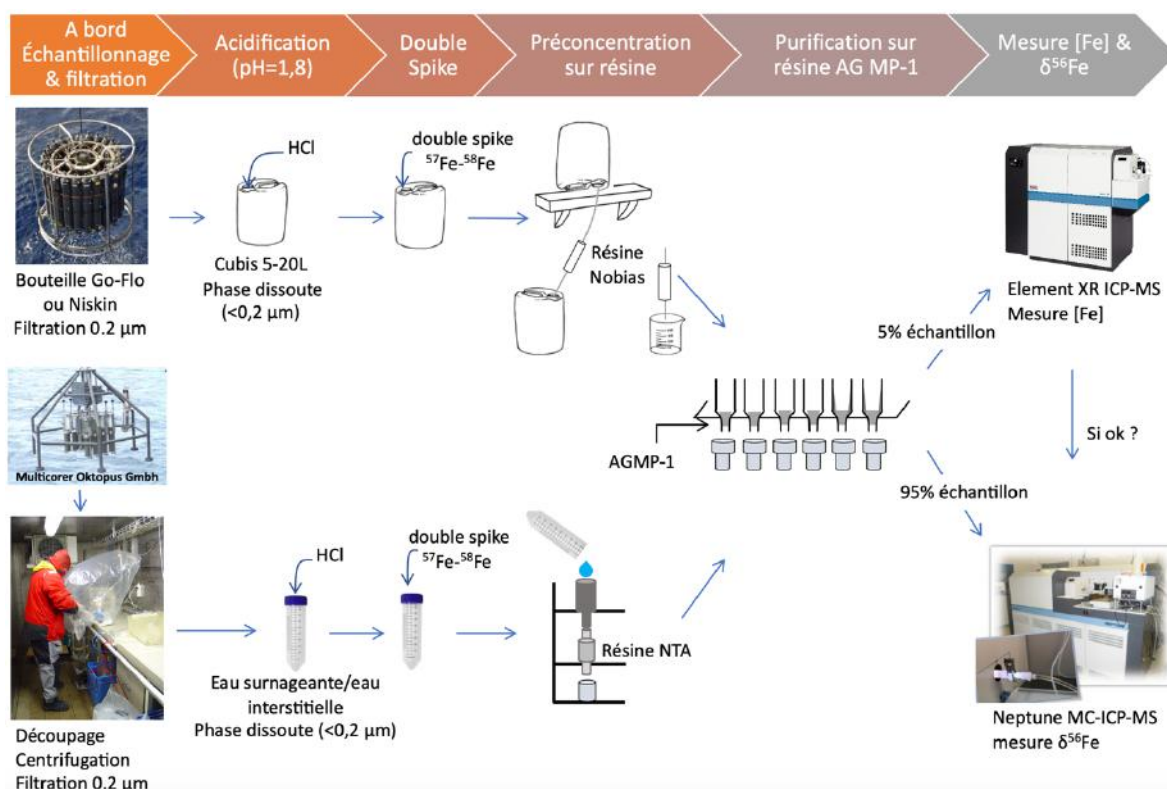 A bord
Échantillonnage
& filtration
Acidification
(pH=1,8)
Double
Spike
Préconcentration
sur résine
Purification sur
résine AG MP-1
Mesure [Fe] &
δ⁵⁶Fe
HCl
double spike
⁵⁷Fe-⁵⁸Fe
Bouteille Go-Flo
ou Niskin
Filtration 0.2 µm
Cubis 5-20L
Phase dissoute
(<0,2 µm)
Résine
Nobias
Element XR ICP-MS
Mesure [Fe]
5% échantillon
Multicorer Oktopus Gmbh
AGMP-1
Si ok ?
95% échantillon
HCl
double spike
⁵⁷Fe-⁵⁸Fe
Résine NTA
Eau surnageante/eau
interstitielle
Phase dissoute (<0,2 µm)
Découpage
Centrifugation
Filtration 0.2 µm
Neptune MC-ICP-MS
mesure δ⁵⁶Fe